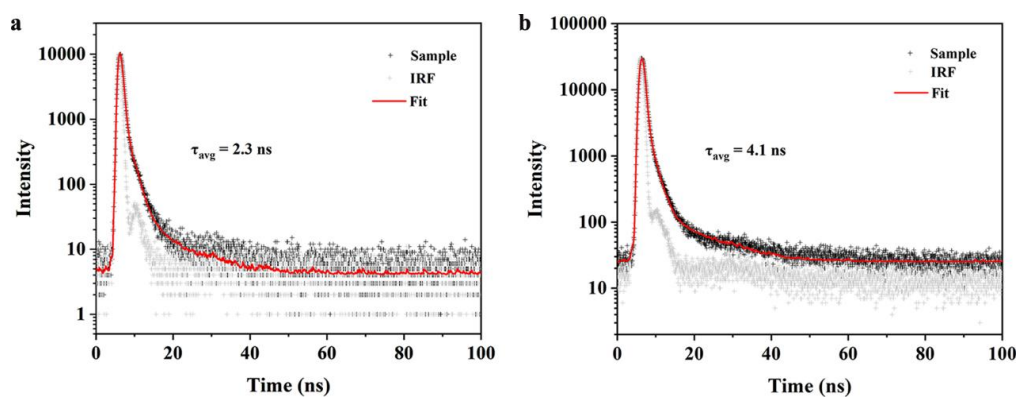 a
10000
1000
100
10
1
Intensity
0 20 40 60 80 100
Time (ns)
Sample
IRF
Fit
τavg = 2.3 ns
b
100000
10000
1000
100
10
Intensity
0 20 40 60 80 100
Time (ns)
Sample
IRF
Fit
τavg = 4.1 ns